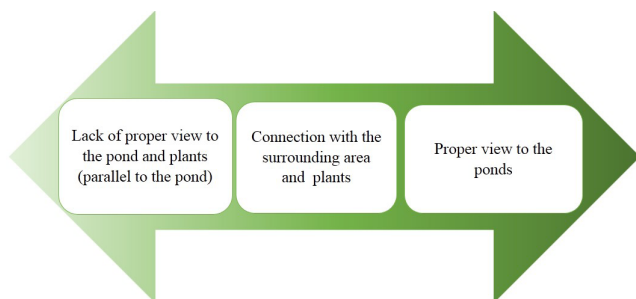 Lack of proper view to
the pond and plants
(parallel to the pond)
Connection with the
surrounding area
and plants
Proper view to the
ponds